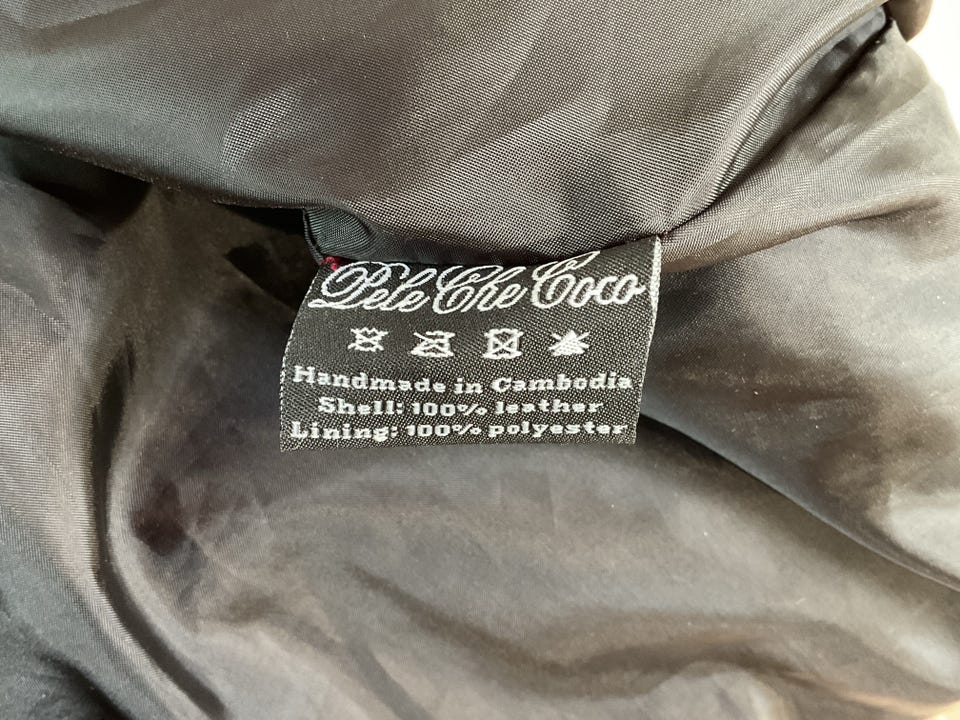 Pele Che Coco
Handmade in Cambodia
Shell: 100% leather
Lining: 100% polyester